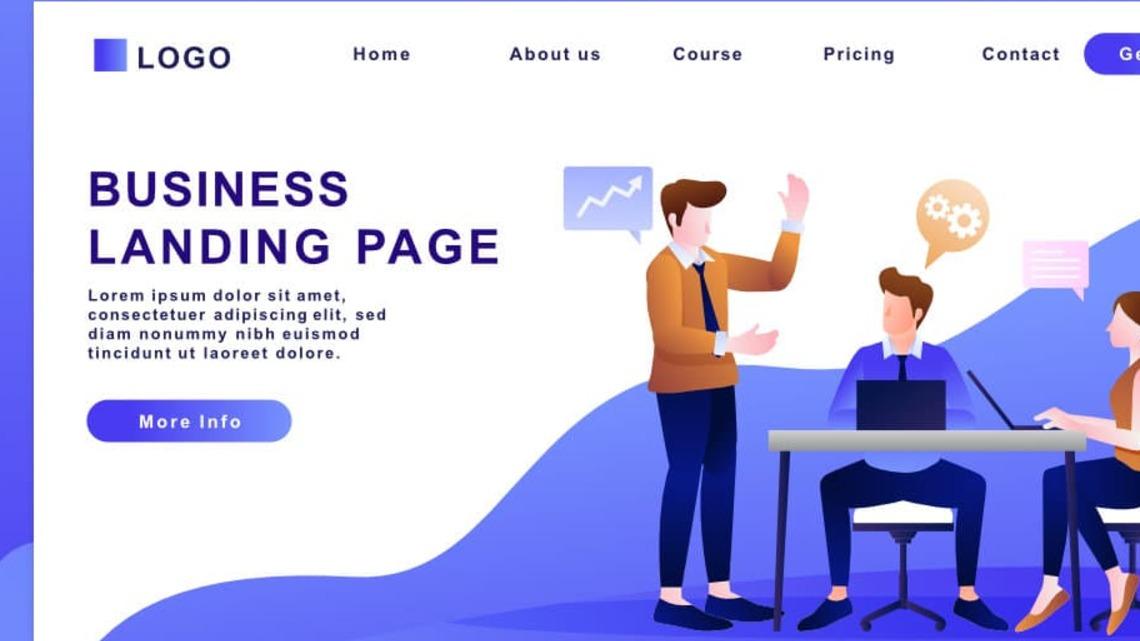 LOGO
Home
About us
Course
Pricing
Contact
Ge
BUSINESS
LANDING PAGE
Lorem ipsum dolor sit amet,
consectetuer adipiscing elit, sed
diam nonummy nibh euismod
tincidunt ut laoreet dolore.
More Info